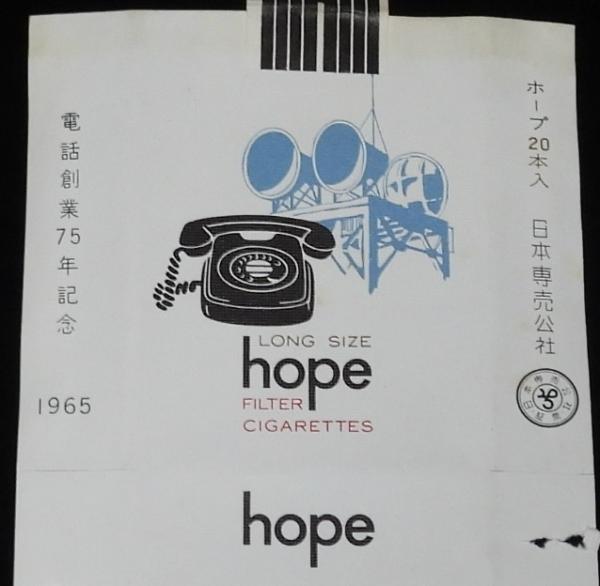 電話創業75年記念
1965
LONG SIZE
hope
FILTER
CIGARETTES
hope
ホープ20本入 日本専売公社